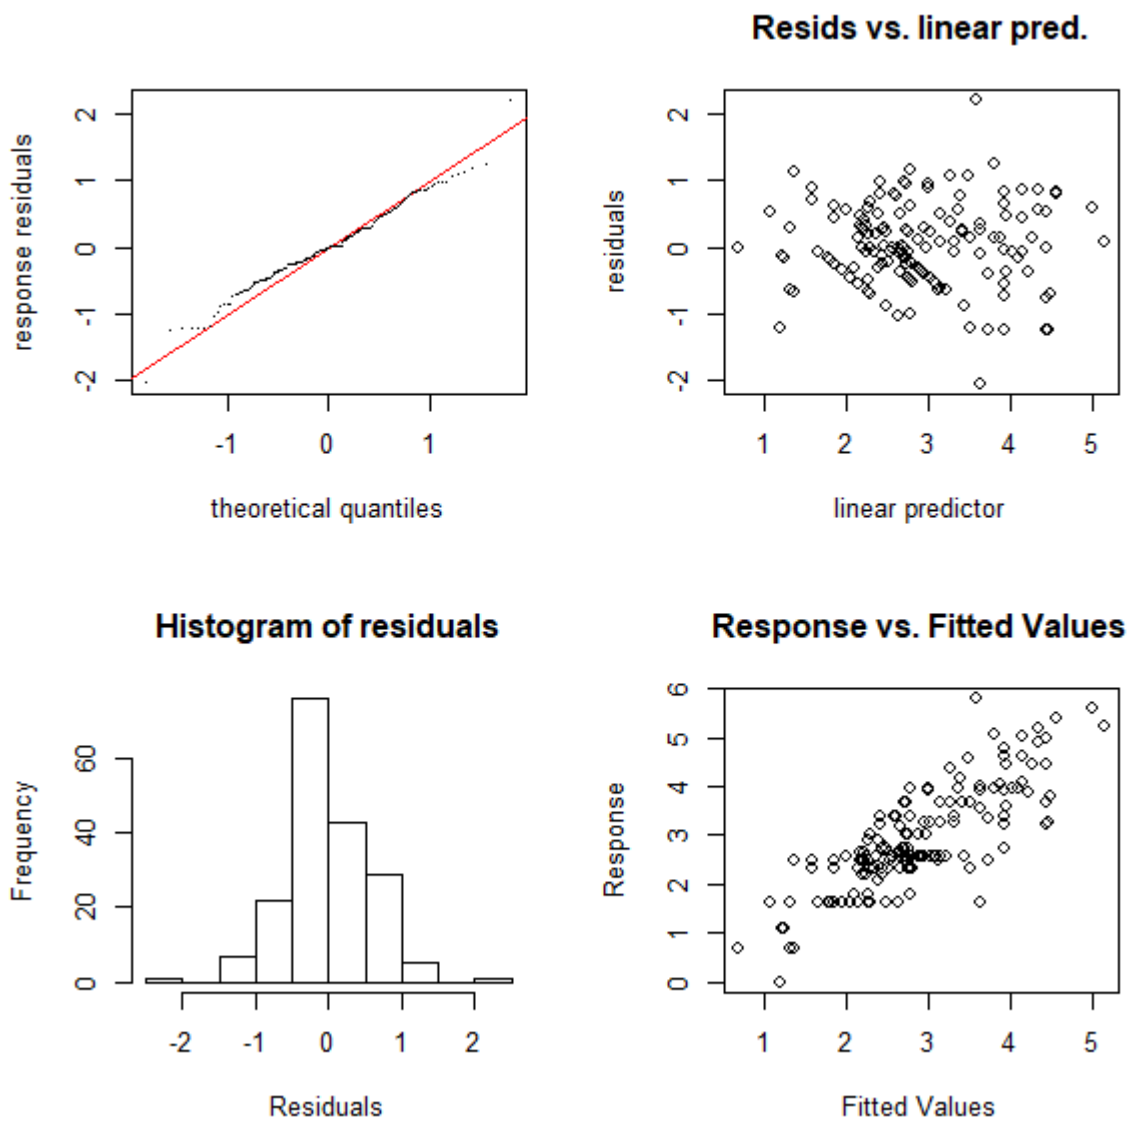 response residuals
2
1
0
-1
-2
-1 0 1
theoretical quantiles
Resids vs. linear pred.
residuals
2
1
0
-1
-2
1 2 3 4 5
linear predictor
Histogram of residuals
Frequency
60
40
20
0
-2 -1 0 1 2
Residuals
Response vs. Fitted Values
Response
6
5
4
3
2
1
0
1 2 3 4 5
Fitted Values